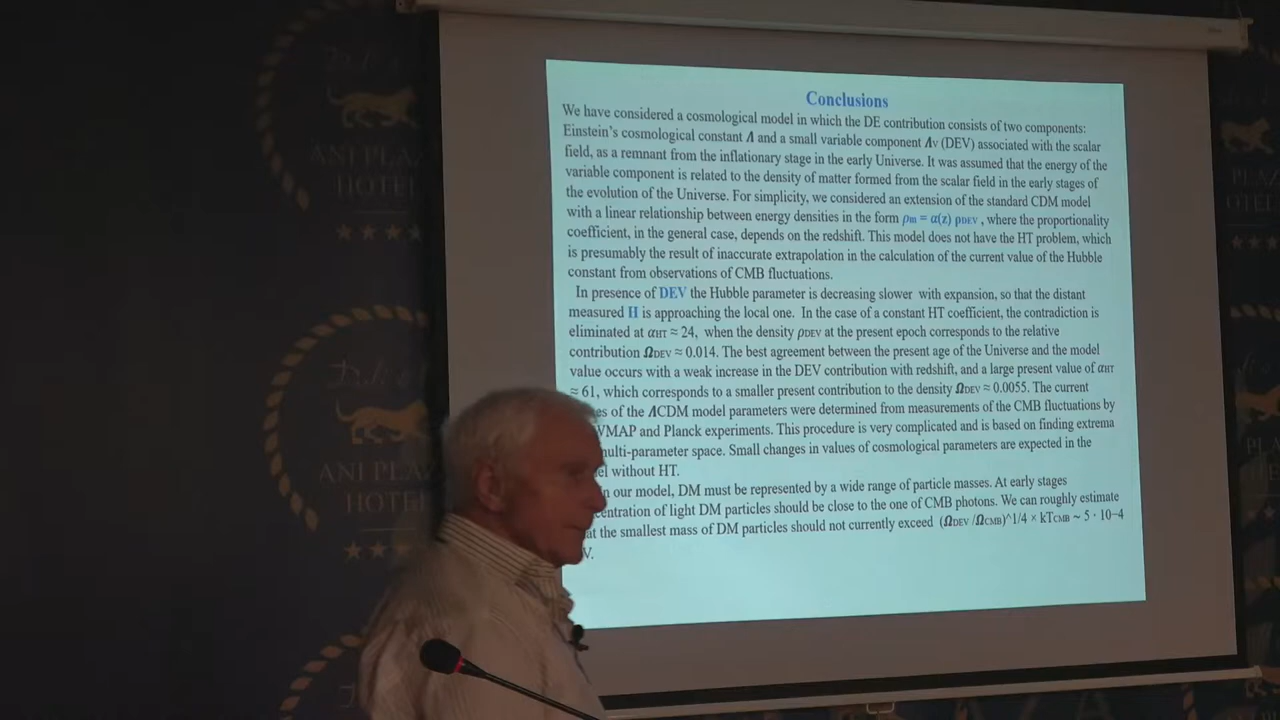 Conclusions
We have considered a cosmological model in which the DE contribution consists of two components:
Einstein's cosmological constant Λ and a small variable component Λv (DEV) associated with the scalar
field, as a remnant from the inflationary stage in the early Universe. It was assumed that the energy of the
variable component is related to the density of matter formed from the scalar field in the early stages of
the evolution of the Universe. For simplicity, we considered an extension of the standard CDM model
with a linear relationship between energy densities in the form ρm = α(z) ρDEV , where the proportionality
coefficient, in the general case, depends on the redshift. This model does not have the HT problem, which
is presumably the result of inaccurate extrapolation in the calculation of the current value of the Hubble
constant from observations of CMB fluctuations.
In presence of DEV the Hubble parameter is decreasing slower with expansion, so that the distant
measured H is approaching the local one. In the case of a constant HT coefficient, the contradiction is
eliminated at αHT ≈ 24, when the density ρDEV at the present epoch corresponds to the relative
contribution ΩDEV ≈ 0.014. The best agreement between the present age of the Universe and the model
value occurs with a weak increase in the DEV contribution with redshift, and a large present value of αHT
≈ 61, which corresponds to a smaller present contribution to the density ΩDEV ≈ 0.0055. The current
es of the ΛCDM model parameters were determined from measurements of the CMB fluctuations by
VMAP and Planck experiments. This procedure is very complicated and is based on finding extrema
ulti-parameter space. Small changes in values of cosmological parameters are expected in the
el without HT.
n our model, DM must be represented by a wide range of particle masses. At early stages
entration of light DM particles should be close to the one of CMB photons. We can roughly estimate
at the smallest mass of DM particles should not currently exceed (ΩDEV /ΩCMB)^1/4 × kTCMB ~ 5 · 10−4
V.
ANI PLAZ
HOTEL
★★★★
ANI PLAZ
HOTEL